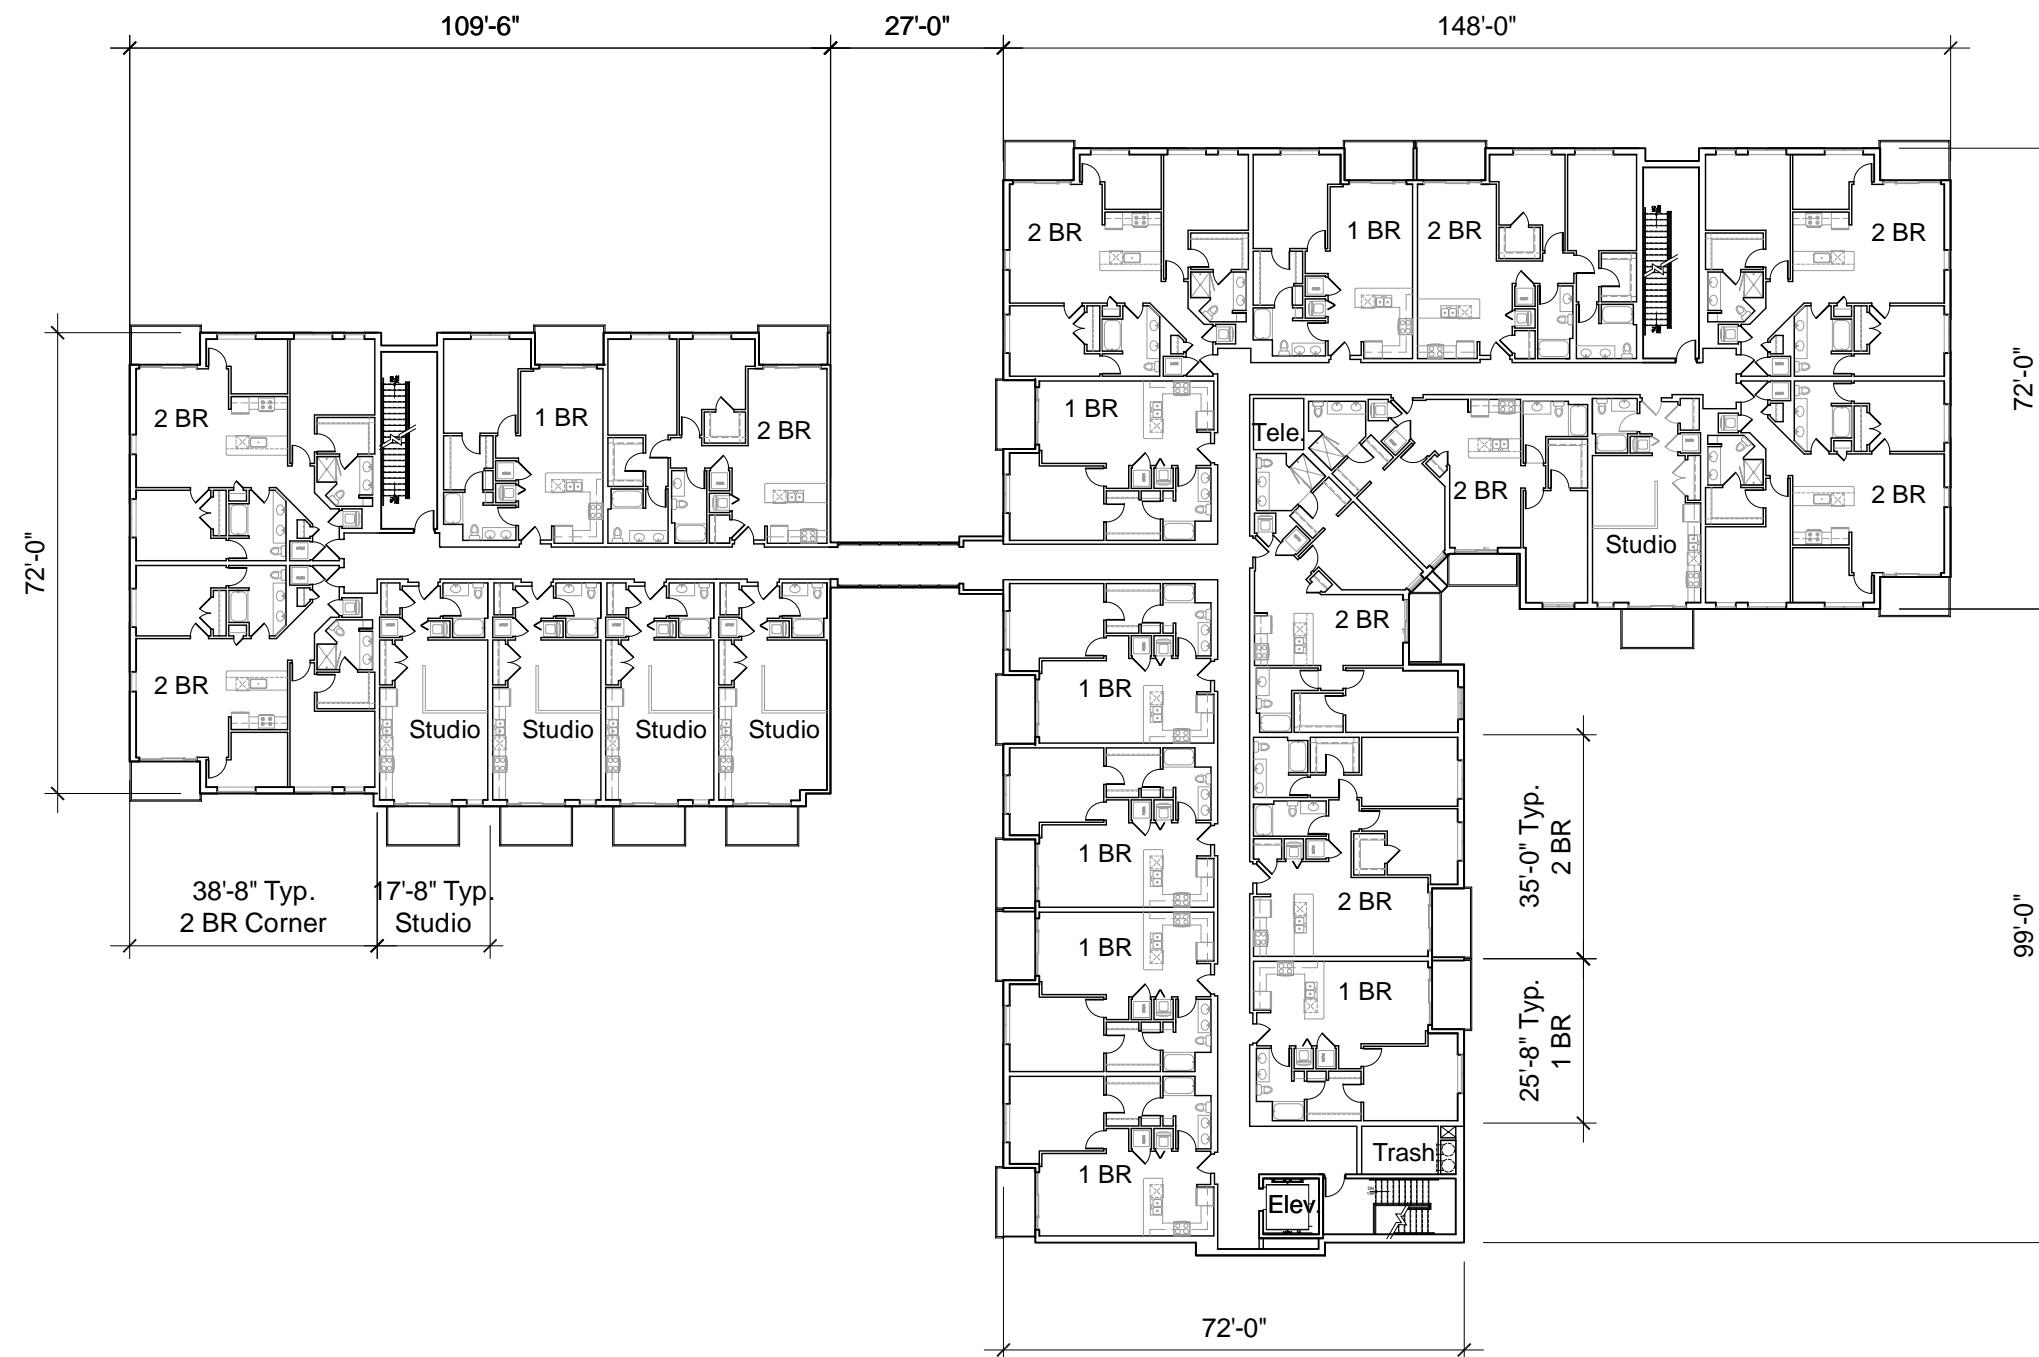 109'-6"
27'-0"
148'-0"
2 BR
1 BR
2 BR
2 BR
72'-0"
2 BR
1 BR
2 BR
1 BR
Tele.
2 BR
2 BR
Studio
72'-0"
2 BR
2 BR
1 BR
Studio
Studio
Studio
Studio
1 BR
35'-0" Typ.
2 BR
38'-8" Typ.
2 BR Corner
17'-8" Typ.
Studio
2 BR
1 BR
99'-0"
1 BR
25'-8" Typ.
1 BR
1 BR
Trash
Elev.
72'-0"